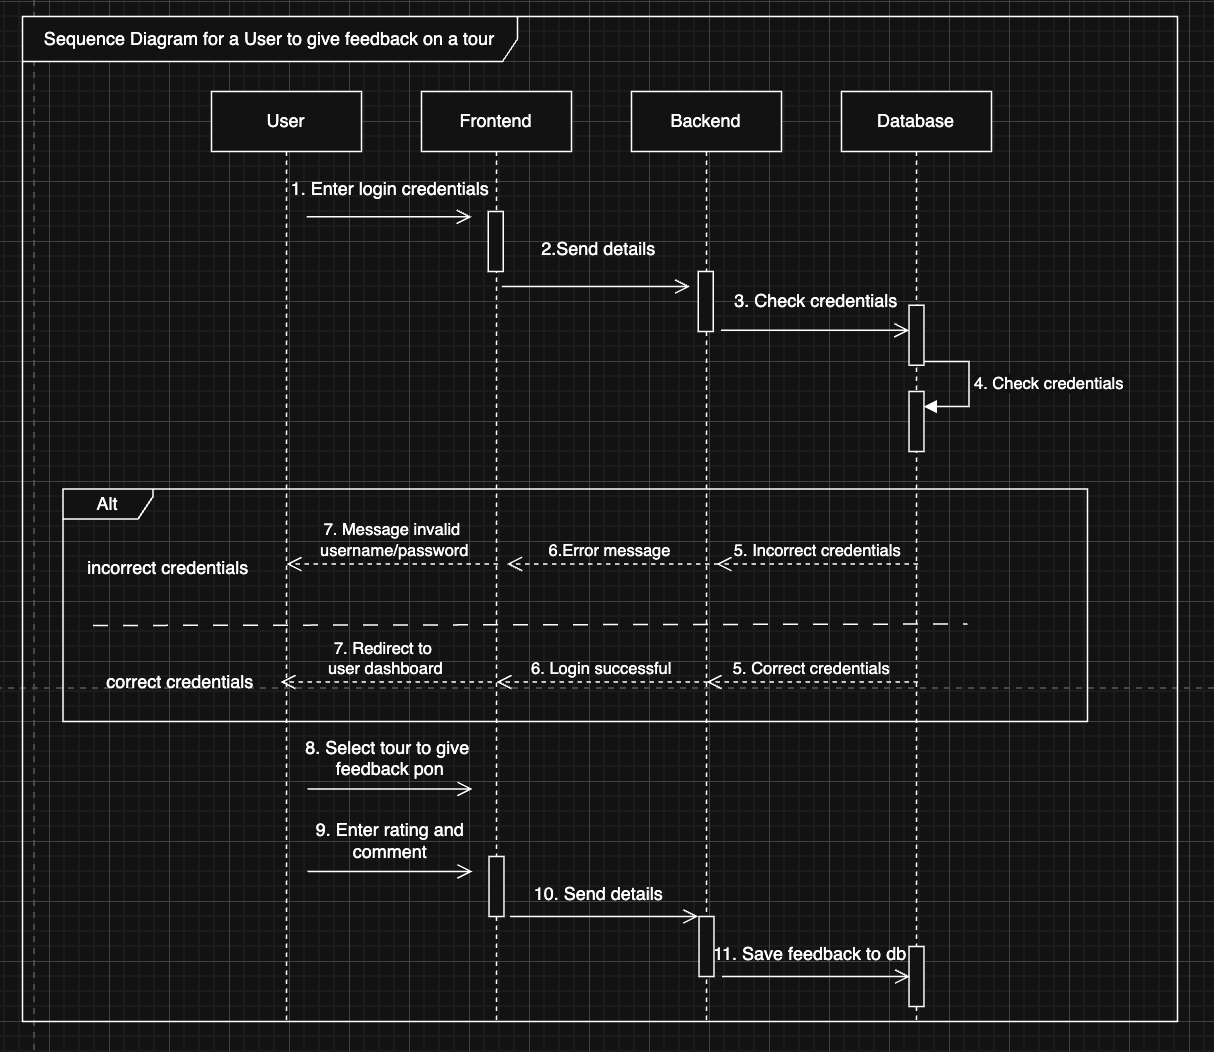 Sequence Diagram for a User to give feedback on a tour
User
Frontend
Backend
Database
1. Enter login credentials
2.Send details
3. Check credentials
4. Check credentials
Alt
7. Message invalid
username/password
6.Error message
5. Incorrect credentials
incorrect credentials
7. Redirect to
user dashboard
6. Login successful
5. Correct credentials
correct credentials
8. Select tour to give
feedback pon
9. Enter rating and
comment
10. Send details
11. Save feedback to db